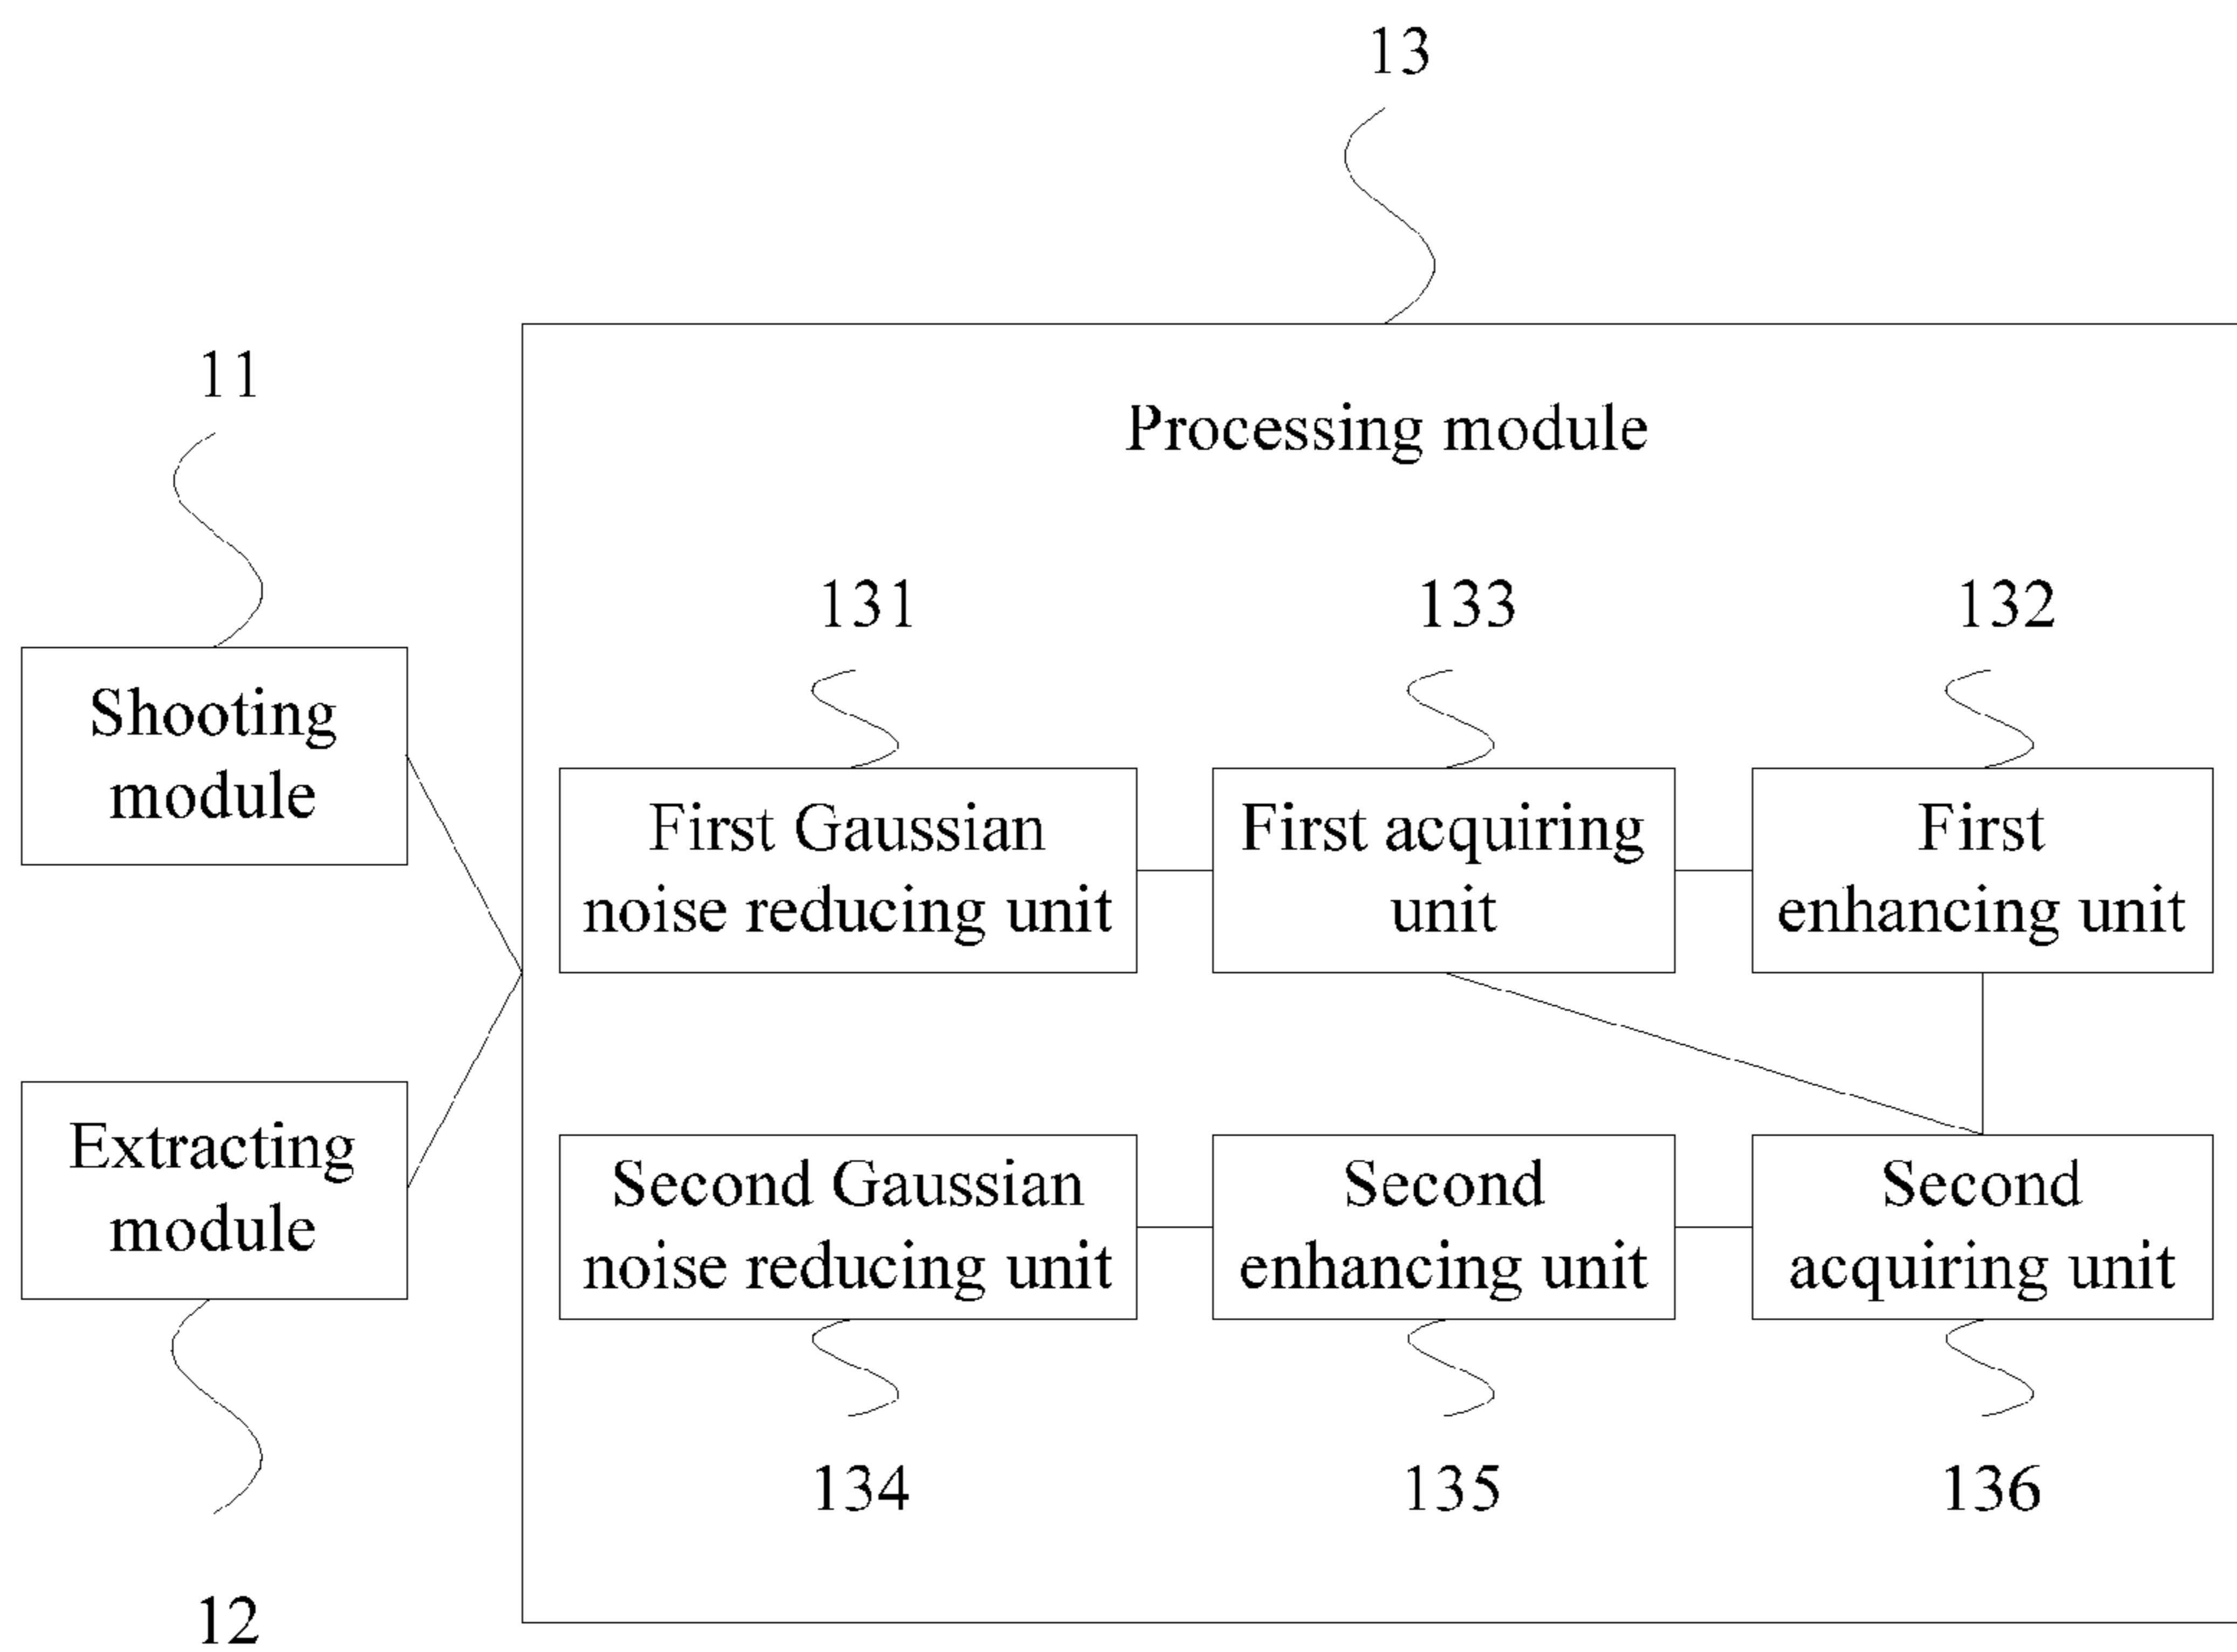 13
11
Processing module
131
133
132
Shooting
module
First Gaussian
noise reducing unit
First acquiring
unit
First
enhancing unit
Extracting
module
Second Gaussian
noise reducing unit
Second
enhancing unit
Second
acquiring unit
134
135
136
12